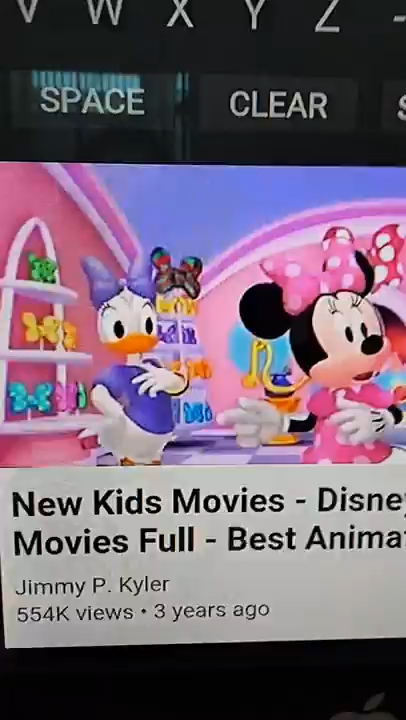 V W X Y Z -
SPACE CLEAR
New Kids Movies - Disne
Movies Full - Best Anima
Jimmy P. Kyler
554K views • 3 years ago